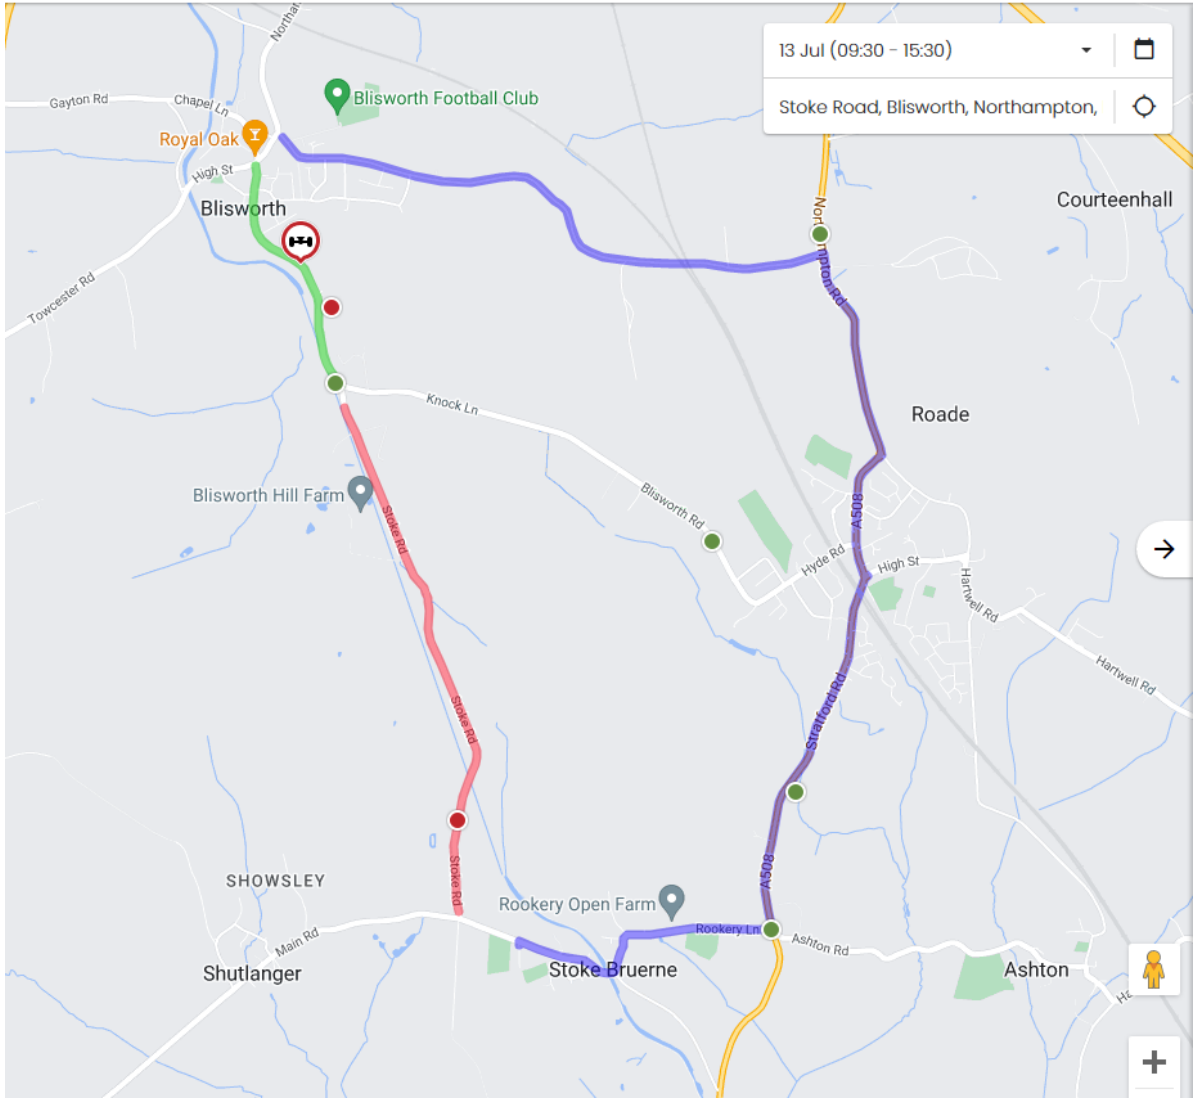 Northa
13 Jul (09:30 - 15:30)
Stoke Road, Blisworth, Northampton,
Gayton Rd
Chapel Ln
Blisworth Football Club
Royal Oak
High St
Blisworth
Courteenhall
Northampton Rd
Towcester Rd
Knock Ln
Roade
Blisworth Hill Farm
Stoke Rd
Blisworth Rd
A508
Hyde Rd
High St
Hartwell Rd
Hartwell Rd
Stoke Rd
Stratford Rd
SHOWSLEY
Stoke Rd
A508
Rookery Open Farm
Main Rd
Rookery Ln
Ashton Rd
Shutlanger
Stoke Bruerne
Ashton
Ha